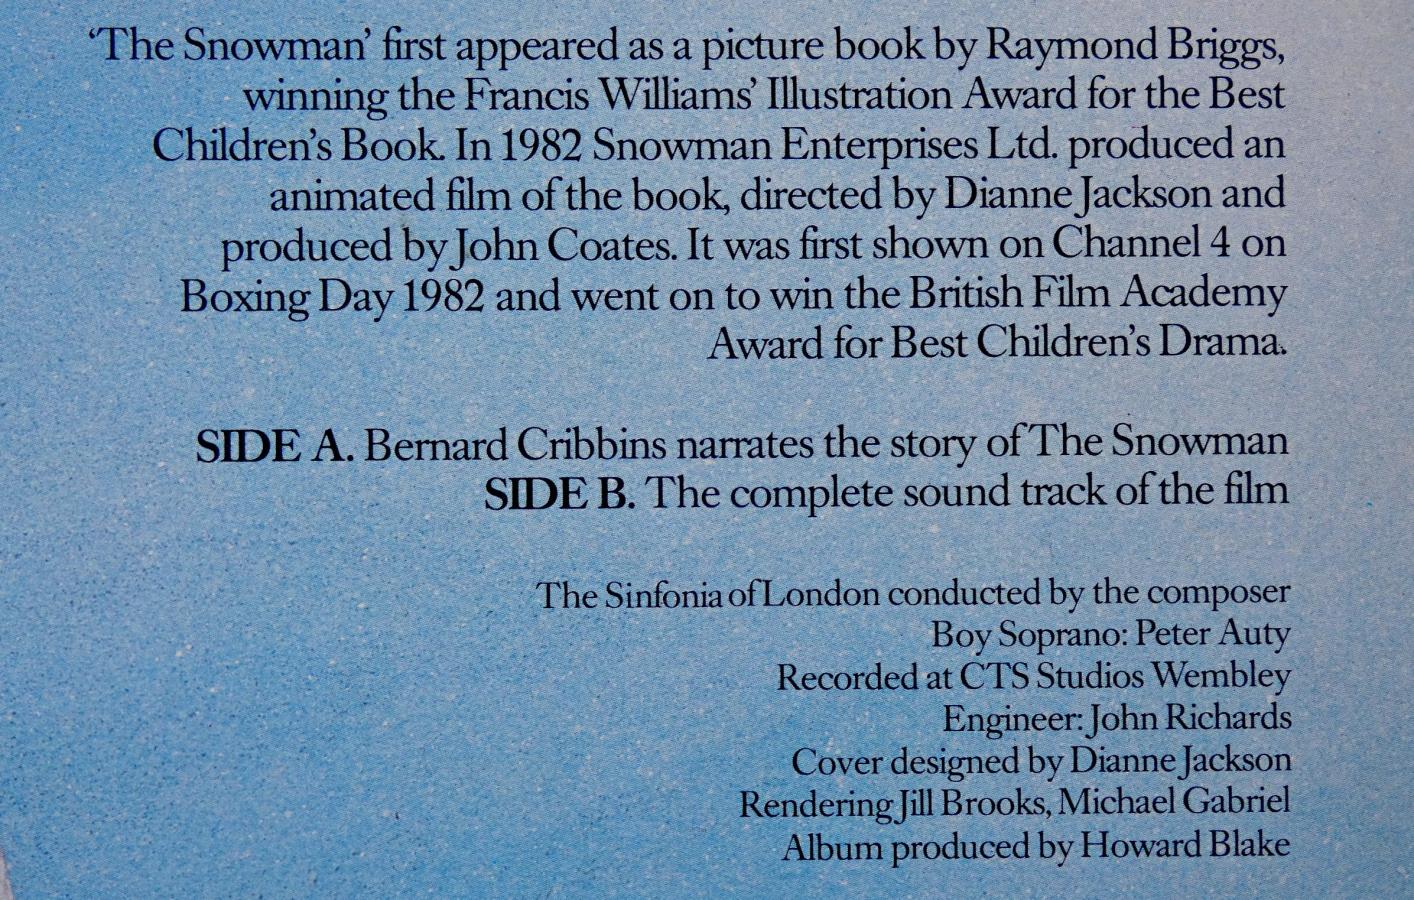 ‘The Snowman’ first appeared as a picture book by Raymond Briggs,
winning the Francis Williams’ Illustration Award for the Best
Children’s Book. In 1982 Snowman Enterprises Ltd. produced an
animated film of the book, directed by Dianne Jackson and
produced by John Coates. It was first shown on Channel 4 on
Boxing Day 1982 and went on to win the British Film Academy
Award for Best Children’s Drama.
SIDE A. Bernard Cribbins narrates the story of The Snowman
SIDE B. The complete sound track of the film
The Sinfonia of London conducted by the composer
Boy Soprano: Peter Auty
Recorded at CTS Studios Wembley
Engineer: John Richards
Cover designed by Dianne Jackson
Rendering Jill Brooks, Michael Gabriel
Album produced by Howard Blake